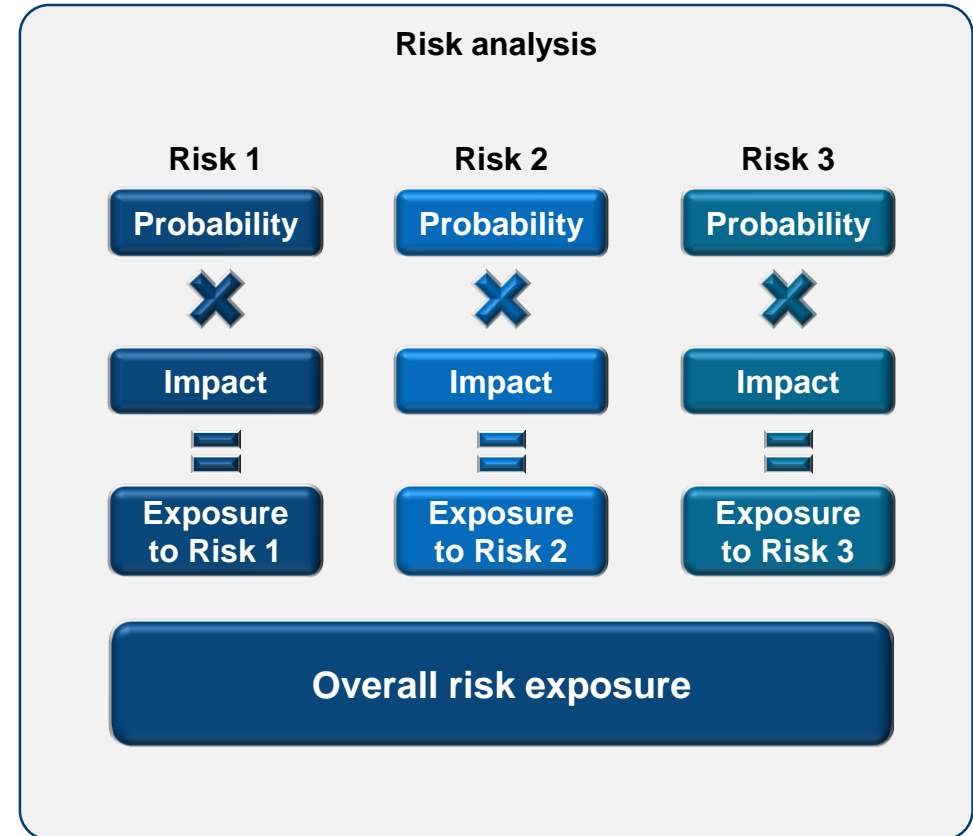 Risk analysis
Risk 1
Probability
Impact
Exposure
to Risk 1
Risk 2
Probability
Impact
Exposure
to Risk 2
Risk 3
Probability
Impact
Exposure
to Risk 3
Overall risk exposure